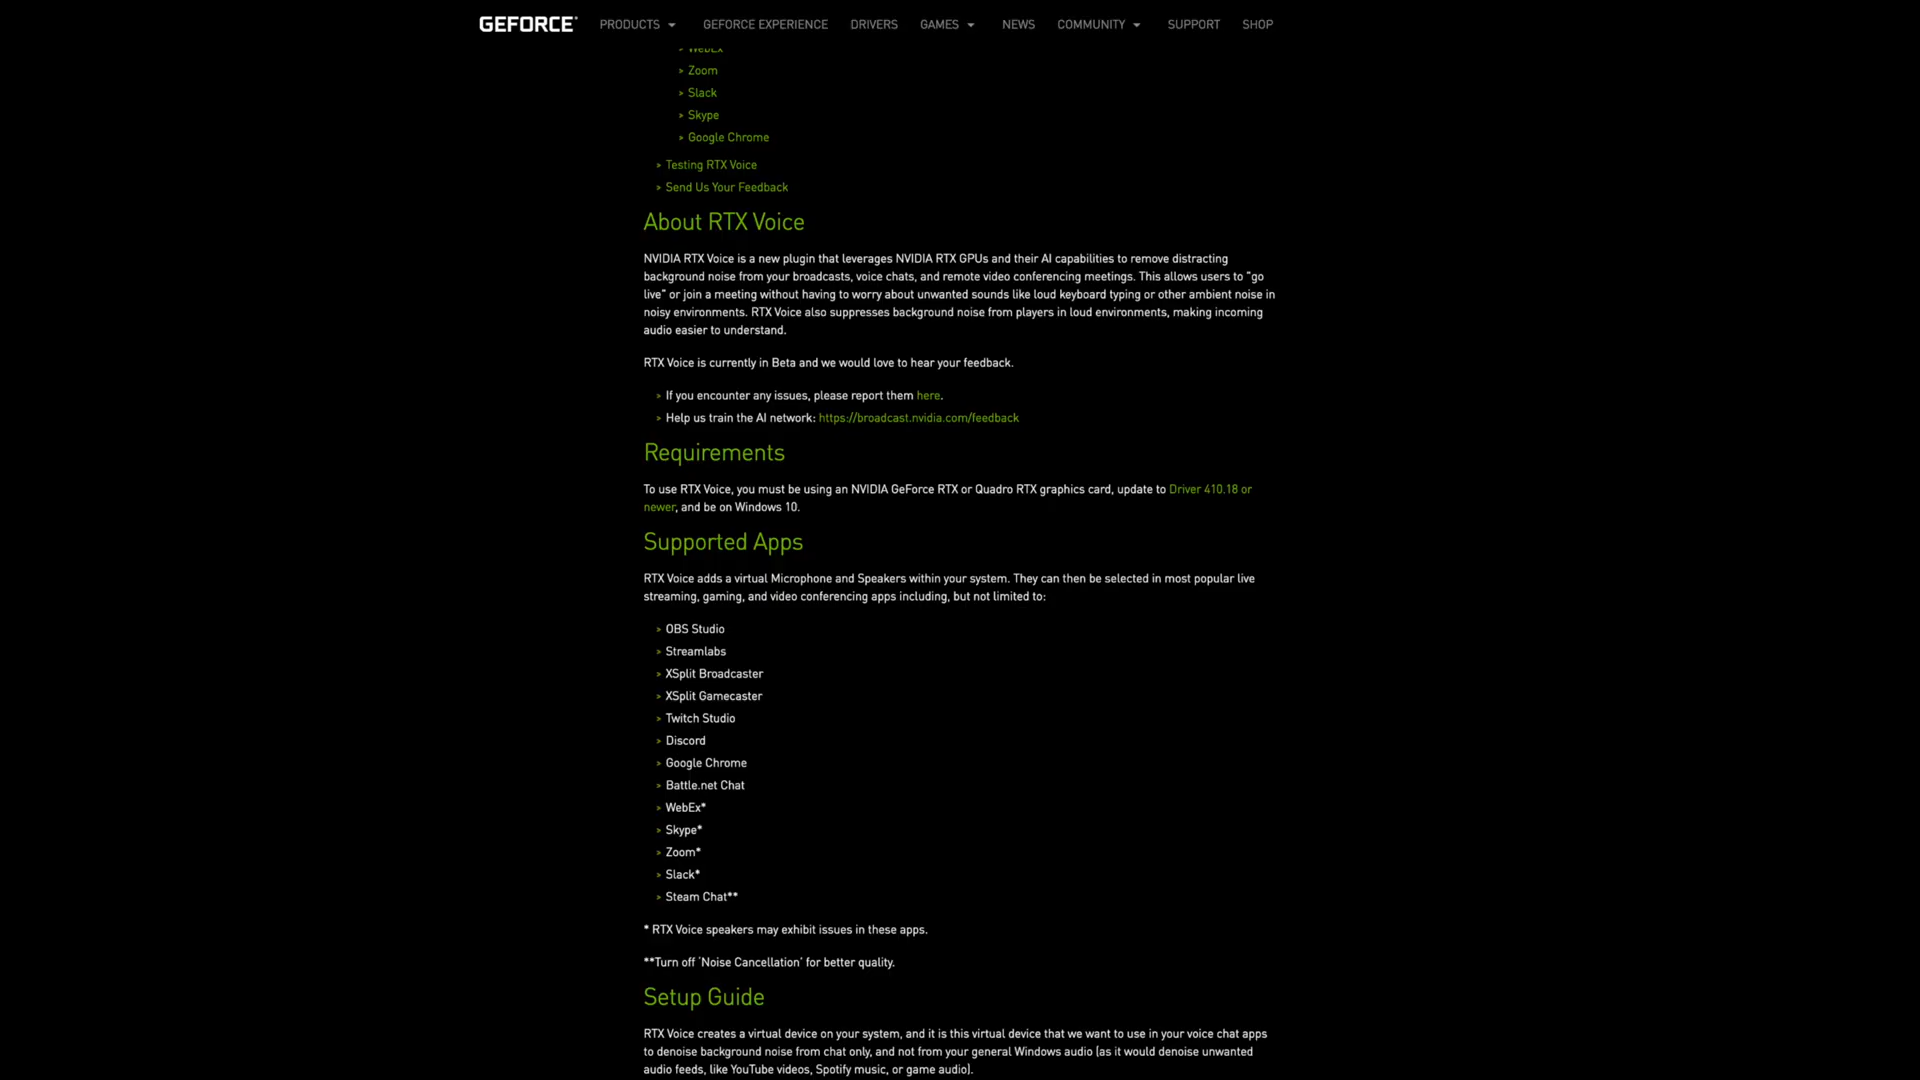 GEFORCE PRODUCTS GEFORCE EXPERIENCE DRIVERS GAMES NEWS COMMUNITY SUPPORT SHOP
» WebEx
» Zoom
» Slack
» Skype
» Google Chrome
» Testing RTX Voice
» Send Us Your Feedback
About RTX Voice
NVIDIA RTX Voice is a new plugin that leverages NVIDIA RTX GPUs and their AI capabilities to remove distracting
background noise from your broadcasts, voice chats, and remote video conferencing meetings. This allows users to "go
live" or join a meeting without having to worry about unwanted sounds like loud keyboard typing or other ambient noise in
noisy environments. RTX Voice also suppresses background noise from players in loud environments, making incoming
audio easier to understand.
RTX Voice is currently in Beta and we would love to hear your feedback.
» If you encounter any issues, please report them here.
» Help us train the AI network: https://broadcast.nvidia.com/feedback
Requirements
To use RTX Voice, you must be using an NVIDIA GeForce RTX or Quadro RTX graphics card, update to Driver 410.18 or
newer, and be on Windows 10.
Supported Apps
RTX Voice adds a virtual Microphone and Speakers within your system. They can then be selected in most popular live
streaming, gaming, and video conferencing apps including, but not limited to:
» OBS Studio
» Streamlabs
» XSplit Broadcaster
» XSplit Gamecaster
» Twitch Studio
» Discord
» Google Chrome
» Battle.net Chat
» WebEx*
» Skype*
» Zoom*
» Slack*
» Steam Chat**
* RTX Voice speakers may exhibit issues in these apps.
**Turn off 'Noise Cancellation' for better quality.
Setup Guide
RTX Voice creates a virtual device on your system, and it is this virtual device that we want to use in your voice chat apps
to denoise background noise from chat only, and not from your general Windows audio (as it would denoise unwanted
audio feeds, like YouTube videos, Spotify music, or game audio).